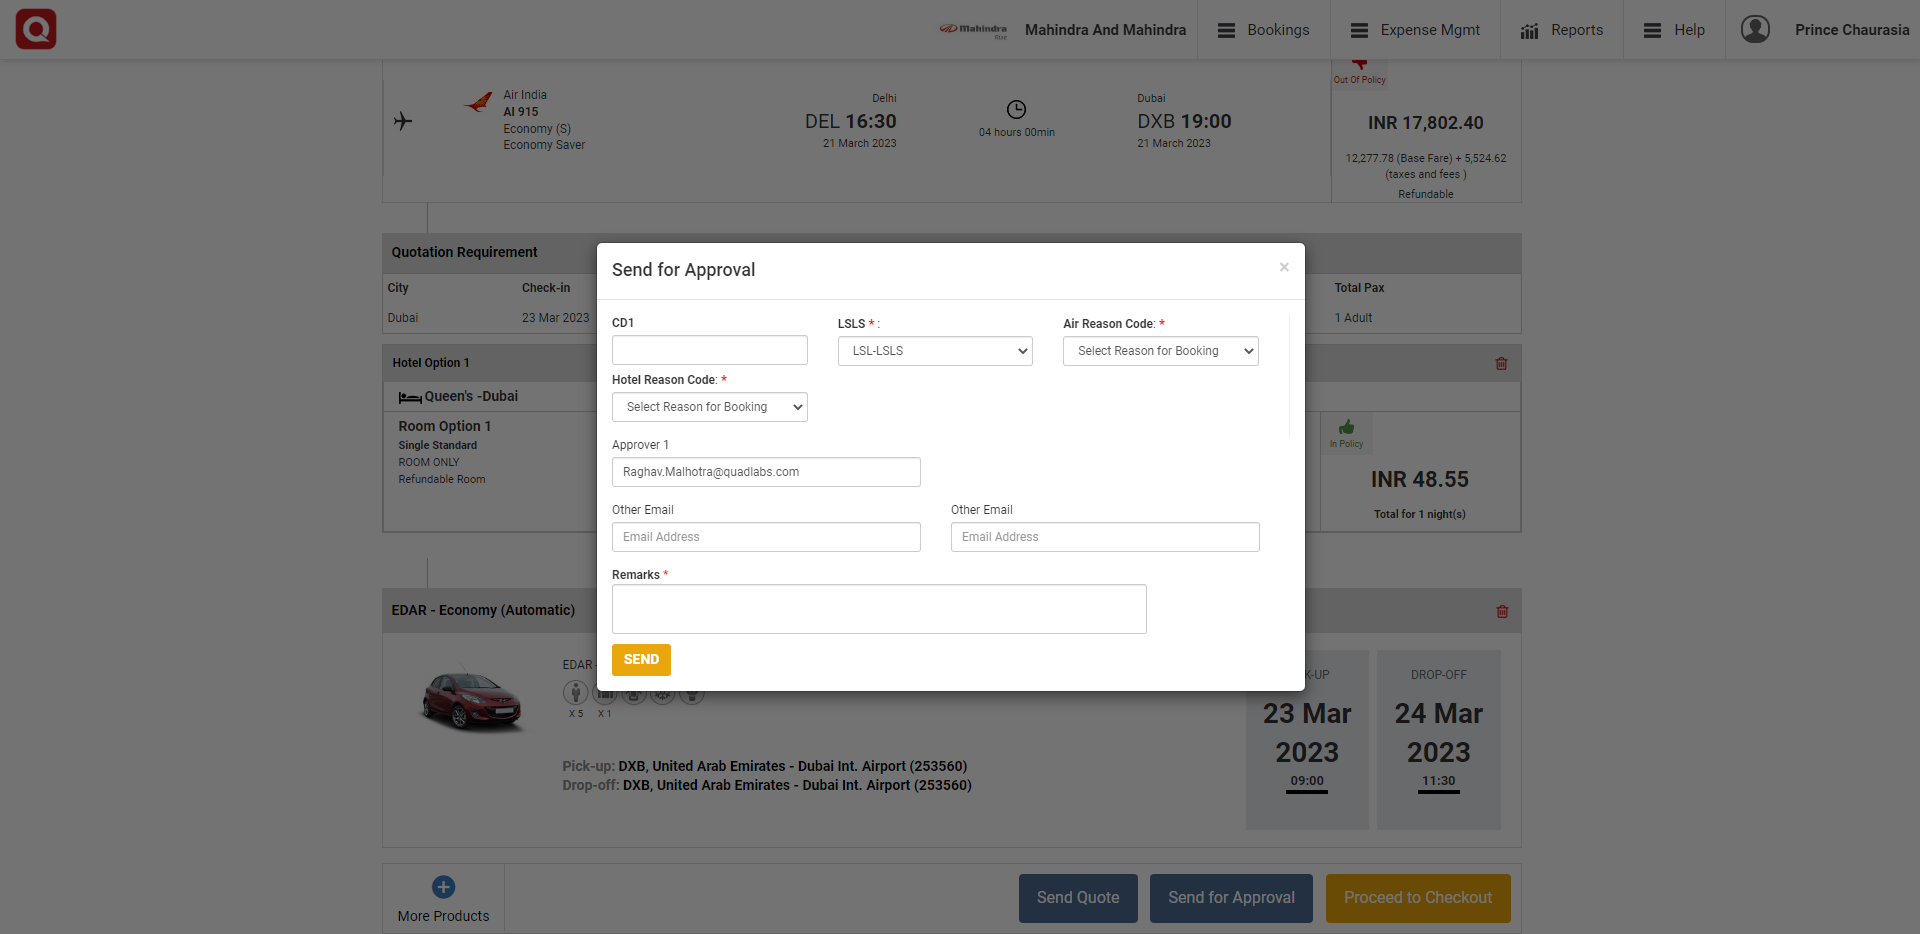 Q
Mahindra
Rise
Mahindra And Mahindra
Bookings
Expense Mgmt
Reports
Help
Prince Chaurasia
Air India
AI 915
Economy (S)
Economy Saver
Delhi
DEL 16:30
21 March 2023
04 hours 00min
Dubai
DXB 19:00
21 March 2023
Out Of Policy
INR 17,802.40
12,277.78 (Base Fare) + 5,524.62
(taxes and fees )
Refundable
Quotation Requirement
City
Check-in
Total Pax
Dubai
23 Mar 2023
1 Adult
Hotel Option 1
Queen's -Dubai
Room Option 1
Single Standard
ROOM ONLY
Refundable Room
In Policy
INR 48.55
Total for 1 night(s)
Send for Approval
×
CD1
LSLS * :
LSL-LSLS
Air Reason Code: *
Select Reason for Booking
Hotel Reason Code: *
Select Reason for Booking
Approver 1
Raghav.Malhotra@quadlabs.com
Other Email
Email Address
Other Email
Email Address
Remarks *
SEND
EDAR - Economy (Automatic)
EDAR -
X 5
X 1
Pick-up: DXB, United Arab Emirates - Dubai Int. Airport (253560)
Drop-off: DXB, United Arab Emirates - Dubai Int. Airport (253560)
K-UP
23 Mar
2023
09:00
DROP-OFF
24 Mar
2023
11:30
More Products
Send Quote
Send for Approval
Proceed to Checkout